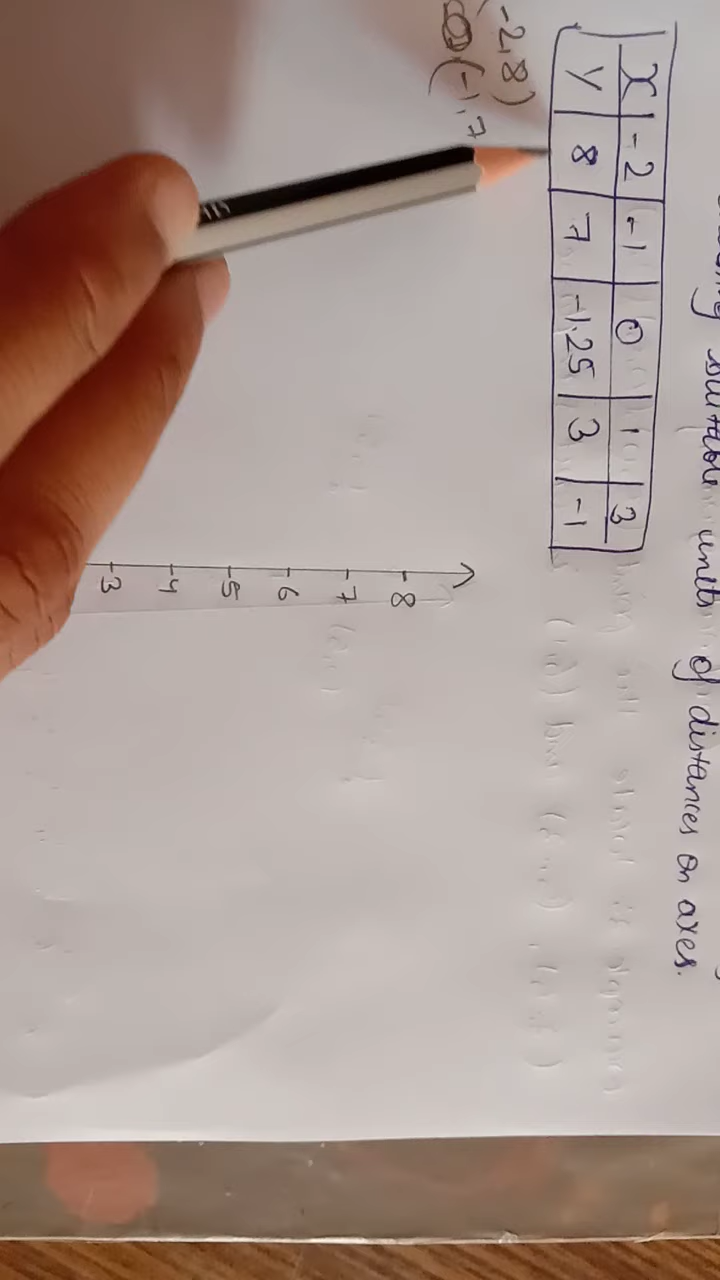 suitable units of distances on axes.
x -2 -1 0 1 3
y 8 7 -1.25 3 -1
-2,8)
(-1,7
8
7
6
5
4
3